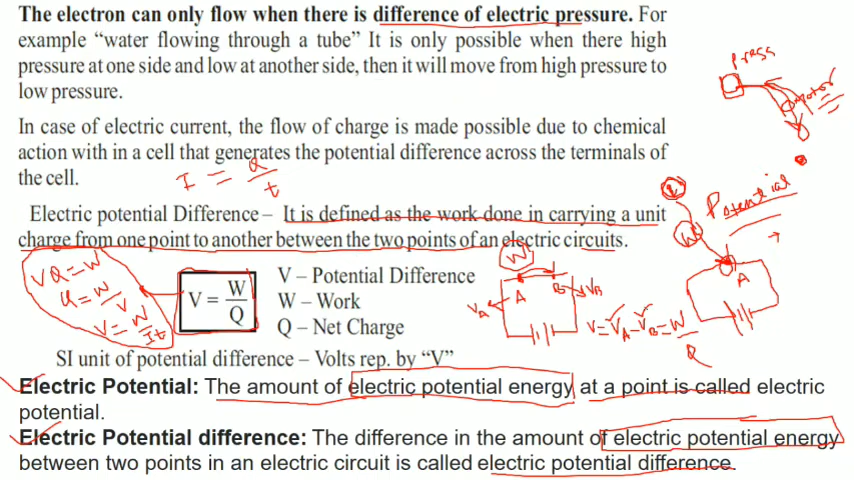 The electron can only flow when there is difference of electric pressure. For
example “water flowing through a tube” It is only possible when there high
pressure at one side and low at another side, then it will move from high pressure to
low pressure.
Press
motor
In case of electric current, the flow of charge is made possible due to chemical
action with in a cell that generates the potential difference across the terminals of
the cell.
I = Q/t
Potential
Electric potential Difference – It is defined as the work done in carrying a unit
charge from one point to another between the two points of an electric circuits.
W
VQ = W
Q = W/V
V = W/It
V = W/Q
V – Potential Difference
W – Work
Q – Net Charge
VA A B VB
V = VA - VB = W/Q
A
SI unit of potential difference – Volts rep. by “V”
Electric Potential: The amount of electric potential energy at a point is called electric
potential.
Electric Potential difference: The difference in the amount of electric potential energy
between two points in an electric circuit is called electric potential difference.